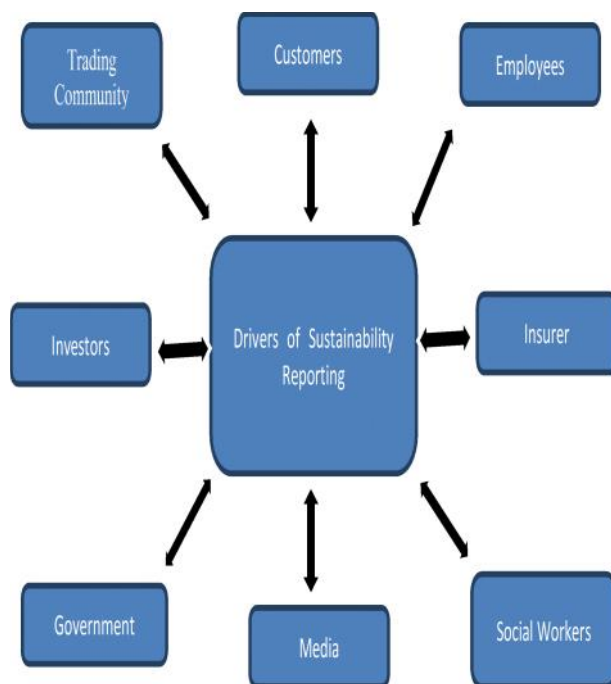 Trading
Community
Customers
Employees
Investors
Drivers of Sustainability
Reporting
Insurer
Government
Media
Social Workers